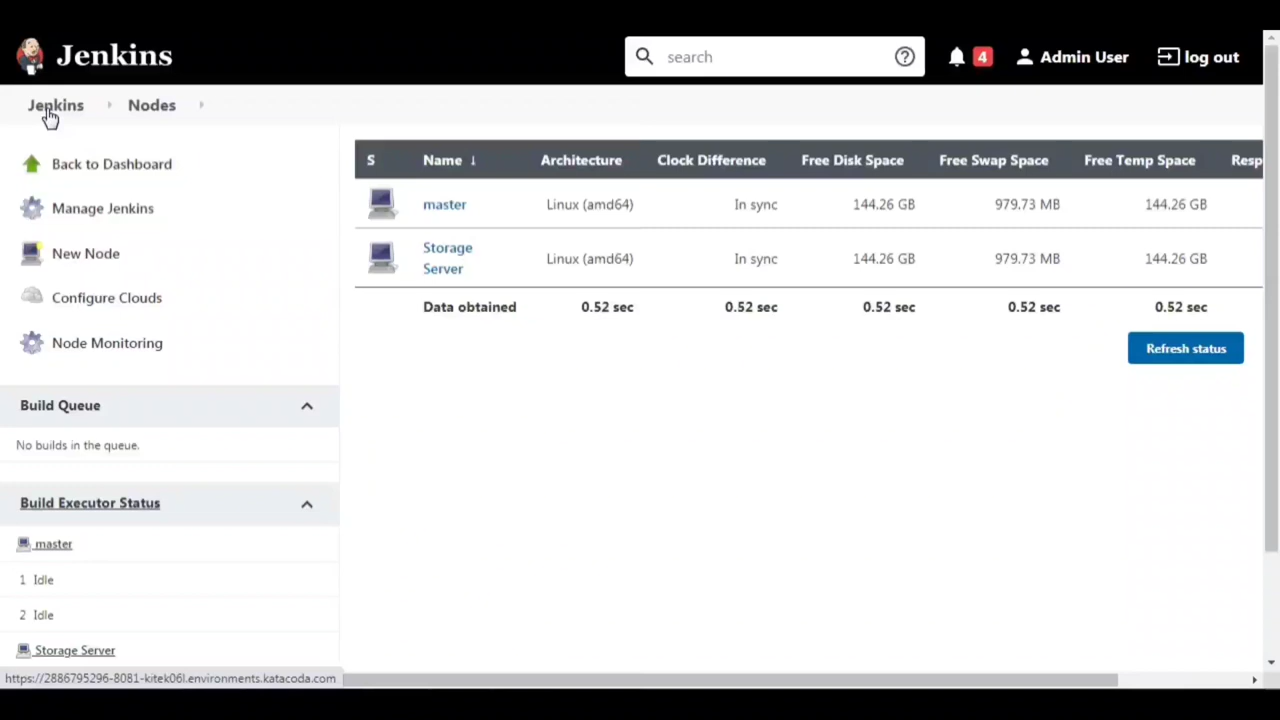 Jenkins
search
4
Admin User
log out
Jenkins
Nodes
Back to Dashboard
Manage Jenkins
New Node
Configure Clouds
Node Monitoring
Build Queue
No builds in the queue.
Build Executor Status
master
1 Idle
2 Idle
Storage Server
S Name ↓ Architecture Clock Difference Free Disk Space Free Swap Space Free Temp Space Resp
master Linux (amd64) In sync 144.26 GB 979.73 MB 144.26 GB
Storage
Server Linux (amd64) In sync 144.26 GB 979.73 MB 144.26 GB
Data obtained 0.52 sec 0.52 sec 0.52 sec 0.52 sec 0.52 sec
Refresh status
https://2886795296-8081-kitek06l.environments.katacoda.com